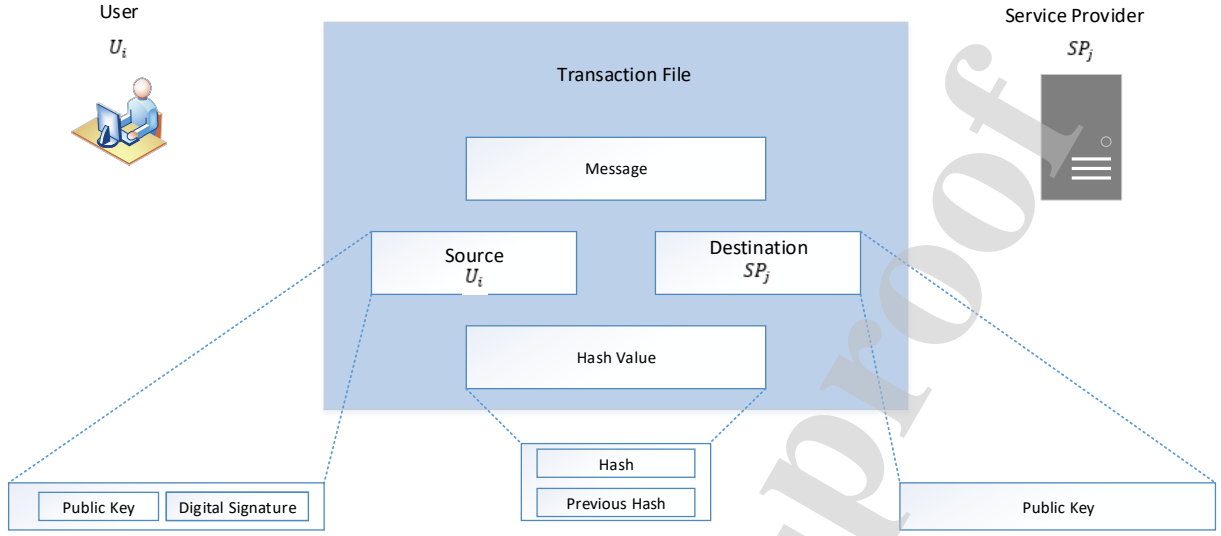 User
U_i
Service Provider
SP_j
Transaction File
Message
Source
U_i
Destination
SP_j
Hash Value
Hash
Previous Hash
Public Key
Digital Signature
Public Key
proof